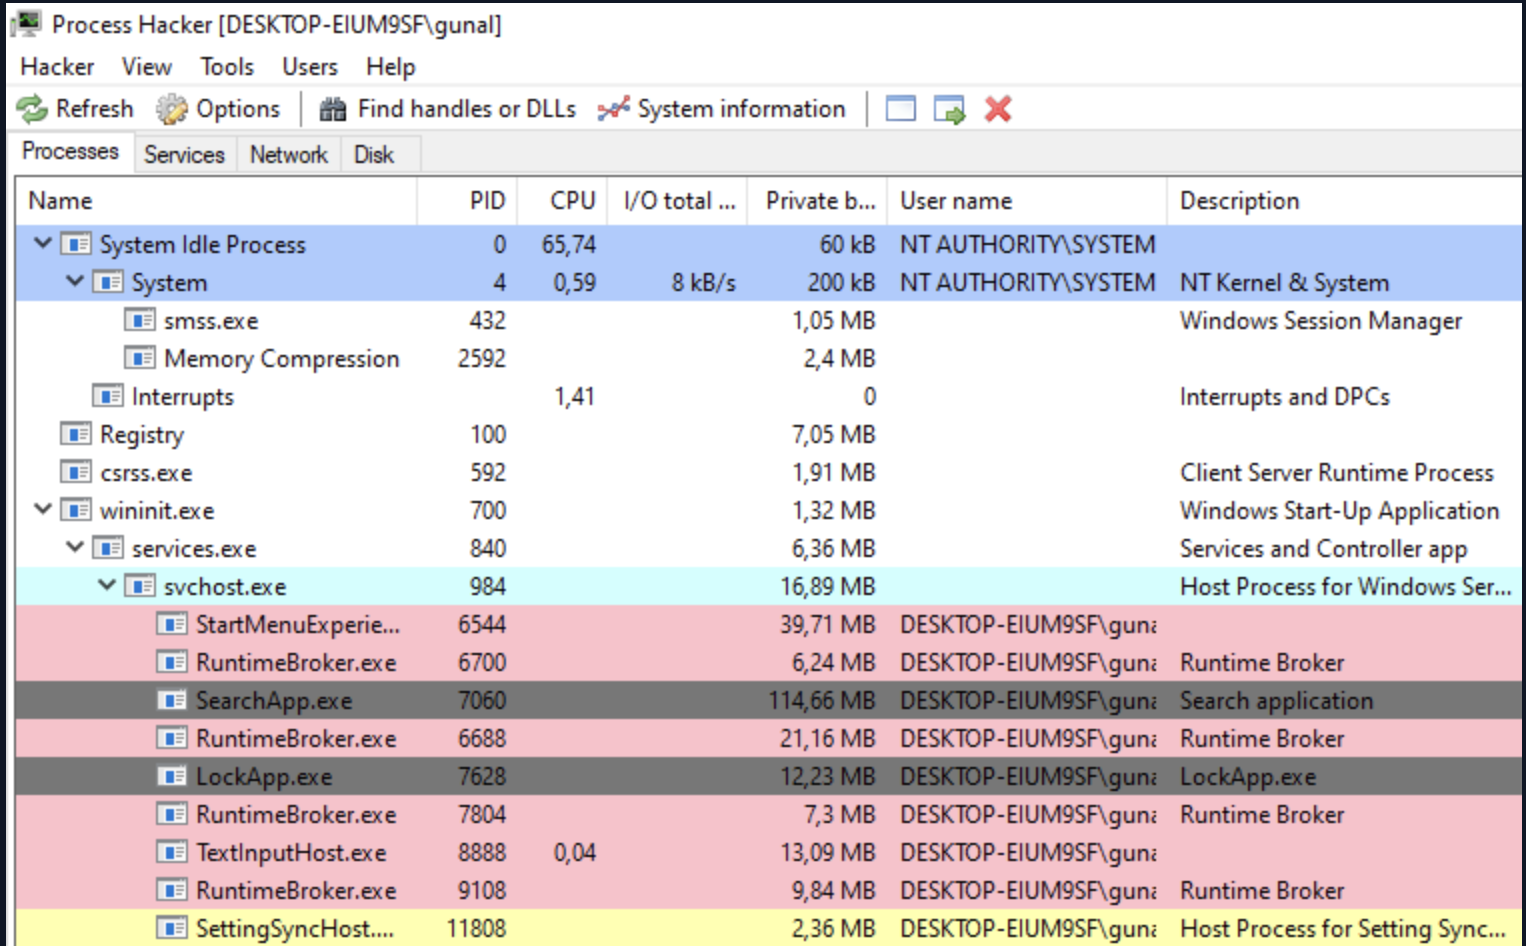 Process Hacker [DESKTOP-EIUM9SF\gunal]
Hacker View Tools Users Help
Refresh Options Find handles or DLLs System information
Processes Services Network Disk
Name PID CPU I/O total ... Private b... User name Description
System Idle Process 0 65,74 60 kB NT AUTHORITY\SYSTEM
System 4 0,59 8 kB/s 200 kB NT AUTHORITY\SYSTEM NT Kernel & System
smss.exe 432 1,05 MB Windows Session Manager
Memory Compression 2592 2,4 MB
Interrupts 1,41 0 Interrupts and DPCs
Registry 100 7,05 MB
csrss.exe 592 1,91 MB Client Server Runtime Process
wininit.exe 700 1,32 MB Windows Start-Up Application
services.exe 840 6,36 MB Services and Controller app
svchost.exe 984 16,89 MB Host Process for Windows Ser...
StartMenuExperie... 6544 39,71 MB DESKTOP-EIUM9SF\guna
RuntimeBroker.exe 6700 6,24 MB DESKTOP-EIUM9SF\guna Runtime Broker
SearchApp.exe 7060 114,66 MB DESKTOP-EIUM9SF\guna Search application
RuntimeBroker.exe 6688 21,16 MB DESKTOP-EIUM9SF\guna Runtime Broker
LockApp.exe 7628 12,23 MB DESKTOP-EIUM9SF\guna LockApp.exe
RuntimeBroker.exe 7804 7,3 MB DESKTOP-EIUM9SF\guna Runtime Broker
TextInputHost.exe 8888 0,04 13,09 MB DESKTOP-EIUM9SF\guna
RuntimeBroker.exe 9108 9,84 MB DESKTOP-EIUM9SF\guna Runtime Broker
SettingSyncHost.... 11808 2,36 MB DESKTOP-EIUM9SF\guna Host Process for Setting Sync...